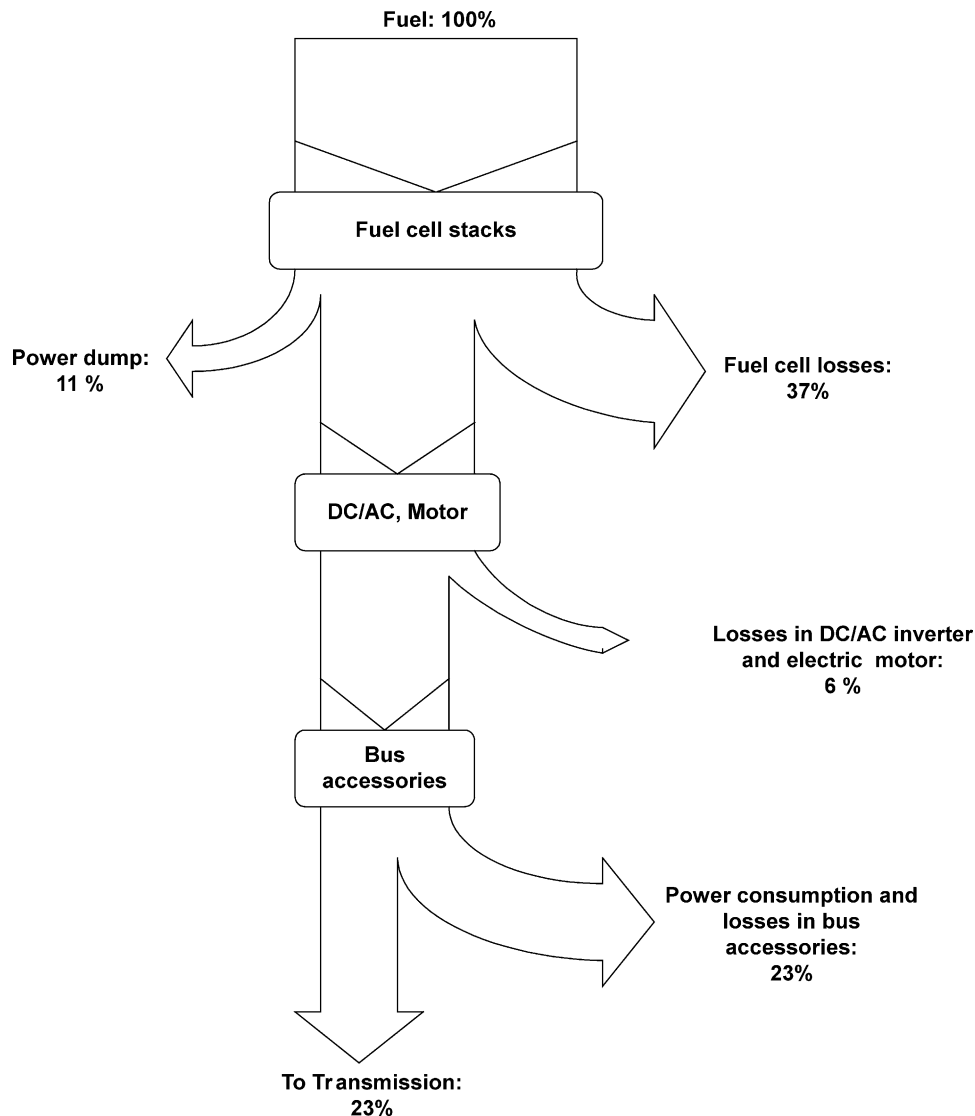 Fuel: 100%
Fuel cell stacks
Power dump:
11 %
Fuel cell losses:
37%
DC/AC, Motor
Losses in DC/AC inverter
and electric motor:
6 %
Bus
accessories
Power consumption and
losses in bus
accessories:
23%
To Transmission:
23%